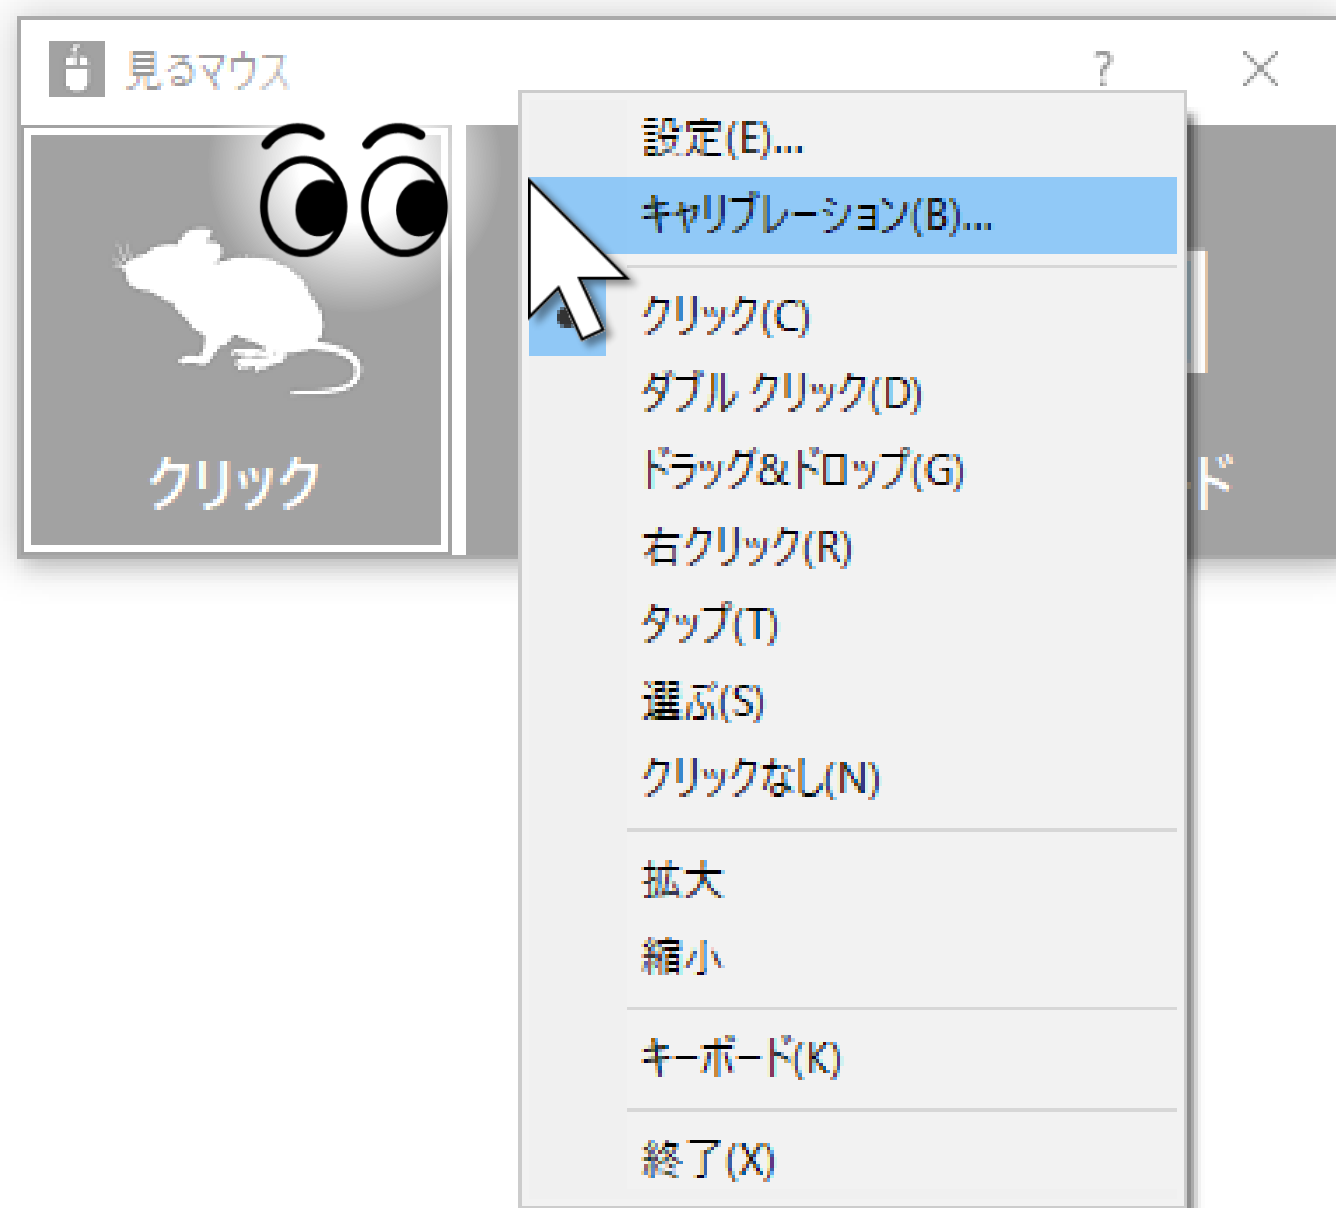 見るマウス
?
設定(E)...
キャリブレーション(B)...
クリック(C)
ダブル クリック(D)
ドラッグ&ドロップ(G)
右クリック(R)
タップ(T)
選ぶ(S)
クリックなし(N)
拡大
縮小
キーボード(K)
終了(X)
クリック
ド